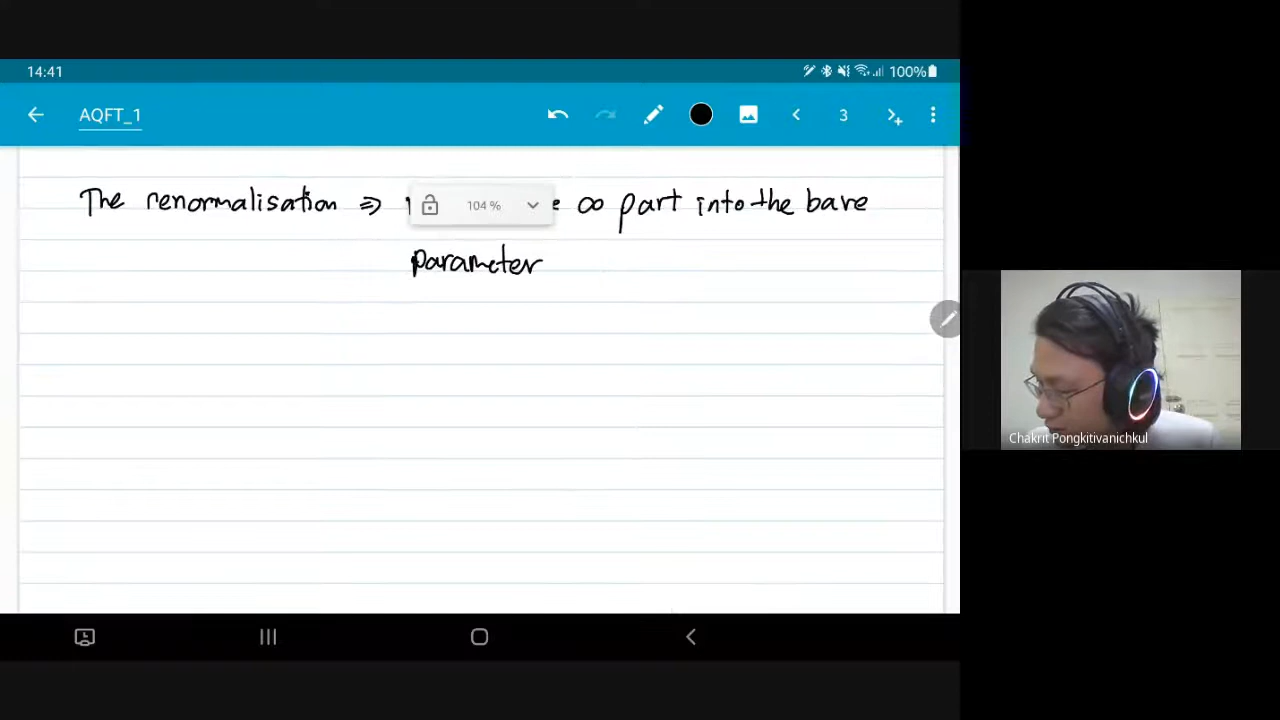 14:41 100%
AQFT_1 3
The renormalisation ⇒ ∞ part into the bare
104 %
parameter
Chakrit Pongkitivanichkul